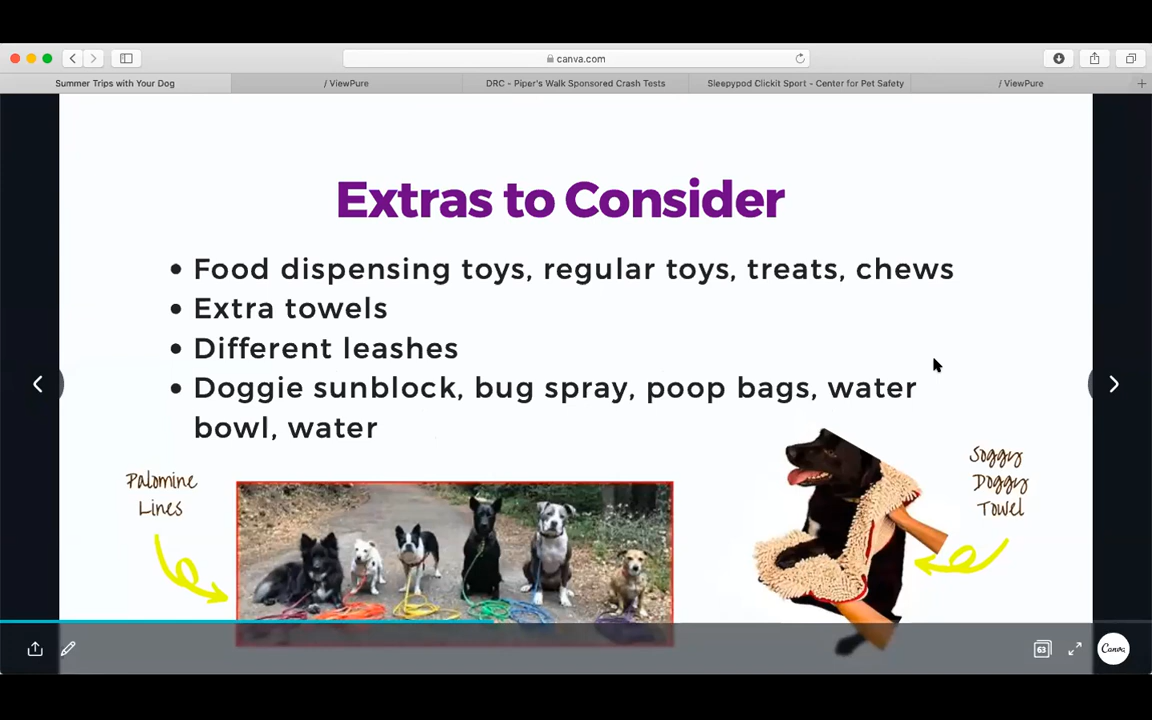 canva.com
Summer Trips with Your Dog
/ ViewPure
DRC - Piper's Walk Sponsored Crash Tests
Sleepypod Clickit Sport - Center for Pet Safety
/ ViewPure
Extras to Consider
• Food dispensing toys, regular toys, treats, chews
• Extra towels
• Different leashes
• Doggie sunblock, bug spray, poop bags, water
bowl, water
Palomine
Lines
Soggy
Doggy
Towel
63
Canva